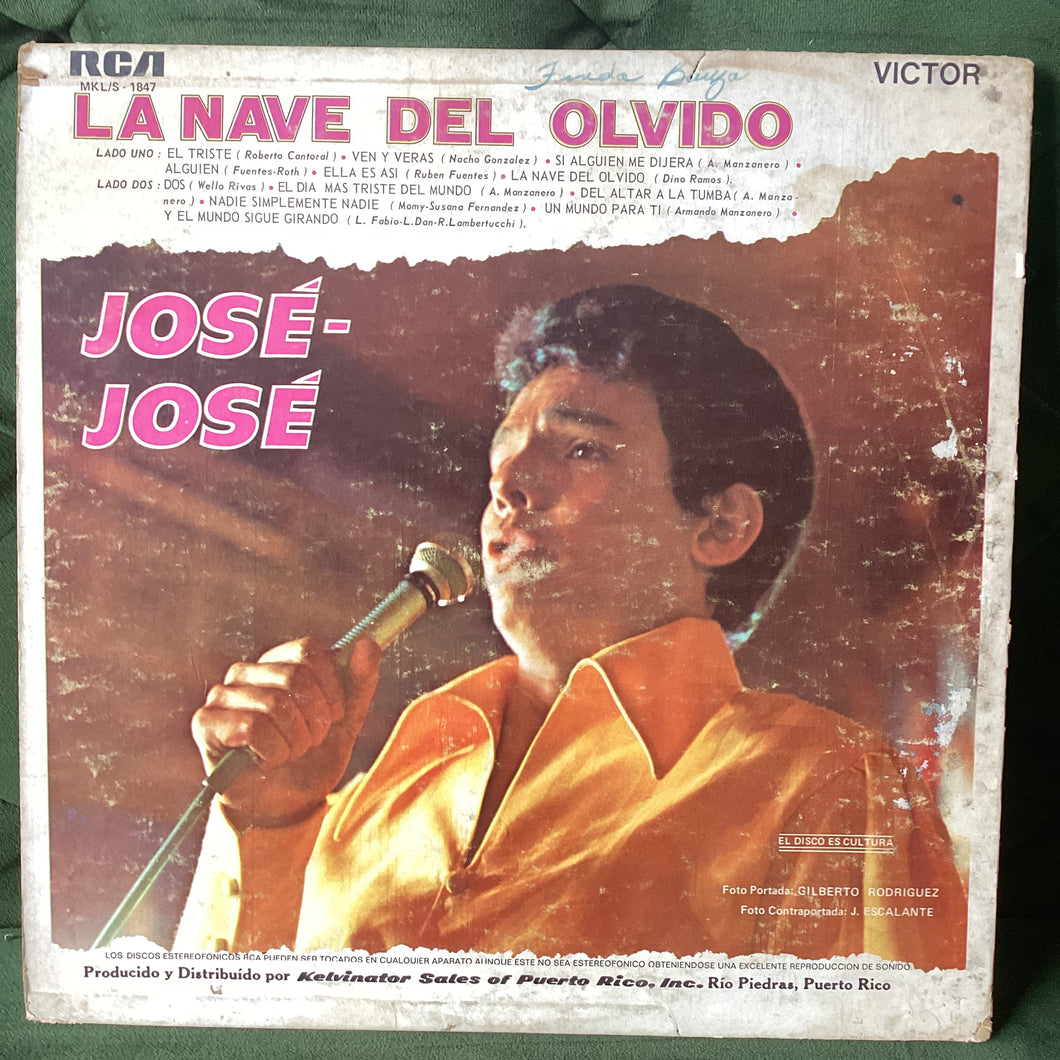 RCA VICTOR
MKL/S - 1847
LA NAVE DEL OLVIDO
LADO UNO : EL TRISTE ( Roberto Cantoral ) • VEN Y VERAS ( Nacho Gonzalez ) • SI ALGUIEN ME DIJERA ( A. Manzanero ) •
ALGUIEN ( Fuentes-Roth ) • ELLA ES ASI ( Ruben Fuentes ) • LA NAVE DEL OLVIDO ( Dino Ramos ).
LADO DOS : DOS ( Wello Rivas ) • EL DIA MAS TRISTE DEL MUNDO ( A. Manzanero ) • DEL ALTAR A LA TUMBA ( A. Manza-
nero ) • NADIE SIMPLEMENTE NADIE ( Momy-Susana Fernandez ) • UN MUNDO PARA TI ( Armando Manzanero ) •
Y EL MUNDO SIGUE GIRANDO ( L. Fabio-L.Dan-R.Lambertucchi ).
JOSÉ-
JOSÉ
EL DISCO ES CULTURA
Foto Portada: GILBERTO RODRIGUEZ
Foto Contraportada: J. ESCALANTE
LOS DISCOS ESTEREOFONICOS RCA PUEDEN SER TOCADOS EN CUALQUIER APARATO AUNQUE ESTE NO SEA ESTEREOFONICO OBTENIENDOSE UNA EXCELENTE REPRODUCCION DE SONIDO.
Producido y Distribuído por Kelvinator Sales of Puerto Rico, Inc. Río Piedras, Puerto Rico